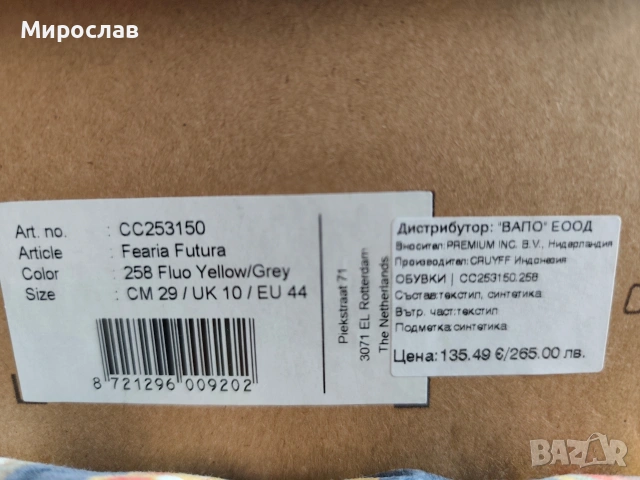 Мирослав
Art. no. : CC253150
Article : Fearia Futura
Color : 258 Fluo Yellow/Grey
Size : CM 29 / UK 10 / EU 44
8 721296 009202
Piekstraat 71
3071 EL Rotterdam
The Netherlands
Дистрибутор: "ВАПО" ЕООД
Вносител: PREMIUM INC. B.V., Нидерландия
Производител: CRUYFF Индонезия
ОБУВКИ | CC253150.258
Състав:текстил, синтетика
Вътр. част:текстил
Подметка:синтетика
Цена:135.49 €/265.00 лв.
BAZAR
bg